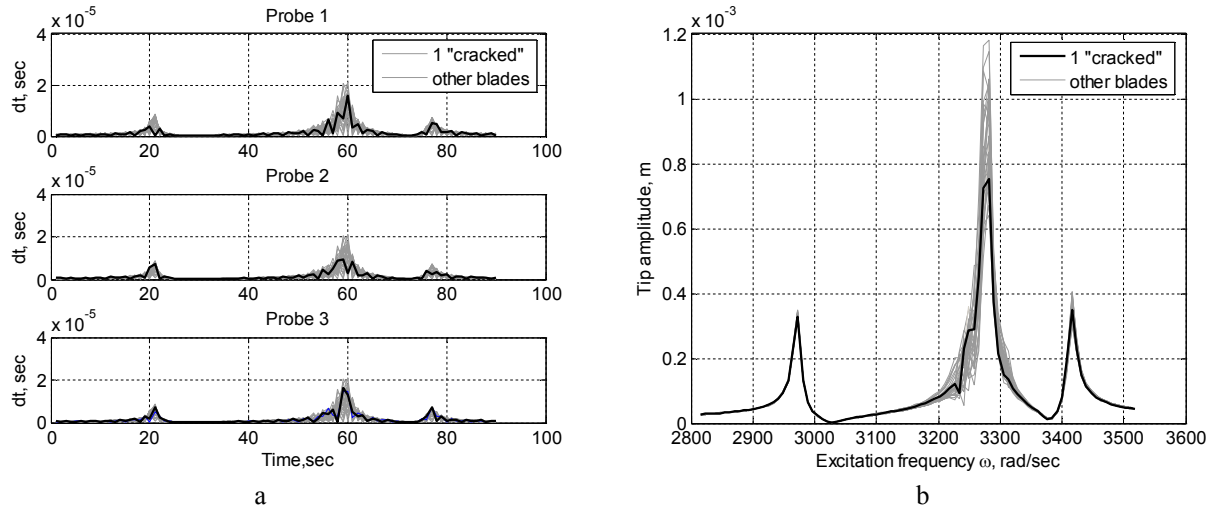 x 10⁻⁵
Probe 1
4
2
0
dt, sec
1 "cracked"
other blades
0 20 40 60 80 100
x 10⁻⁵
Probe 2
4
2
0
dt, sec
0 20 40 60 80 100
x 10⁻⁵
Probe 3
4
2
0
dt, sec
0 20 40 60 80 100
Time,sec
a
x 10⁻³
1.2
1
0.8
0.6
0.4
0.2
0
Tip amplitude, m
1 "cracked"
other blades
2800 2900 3000 3100 3200 3300 3400 3500 3600
Excitation frequency ω, rad/sec
b